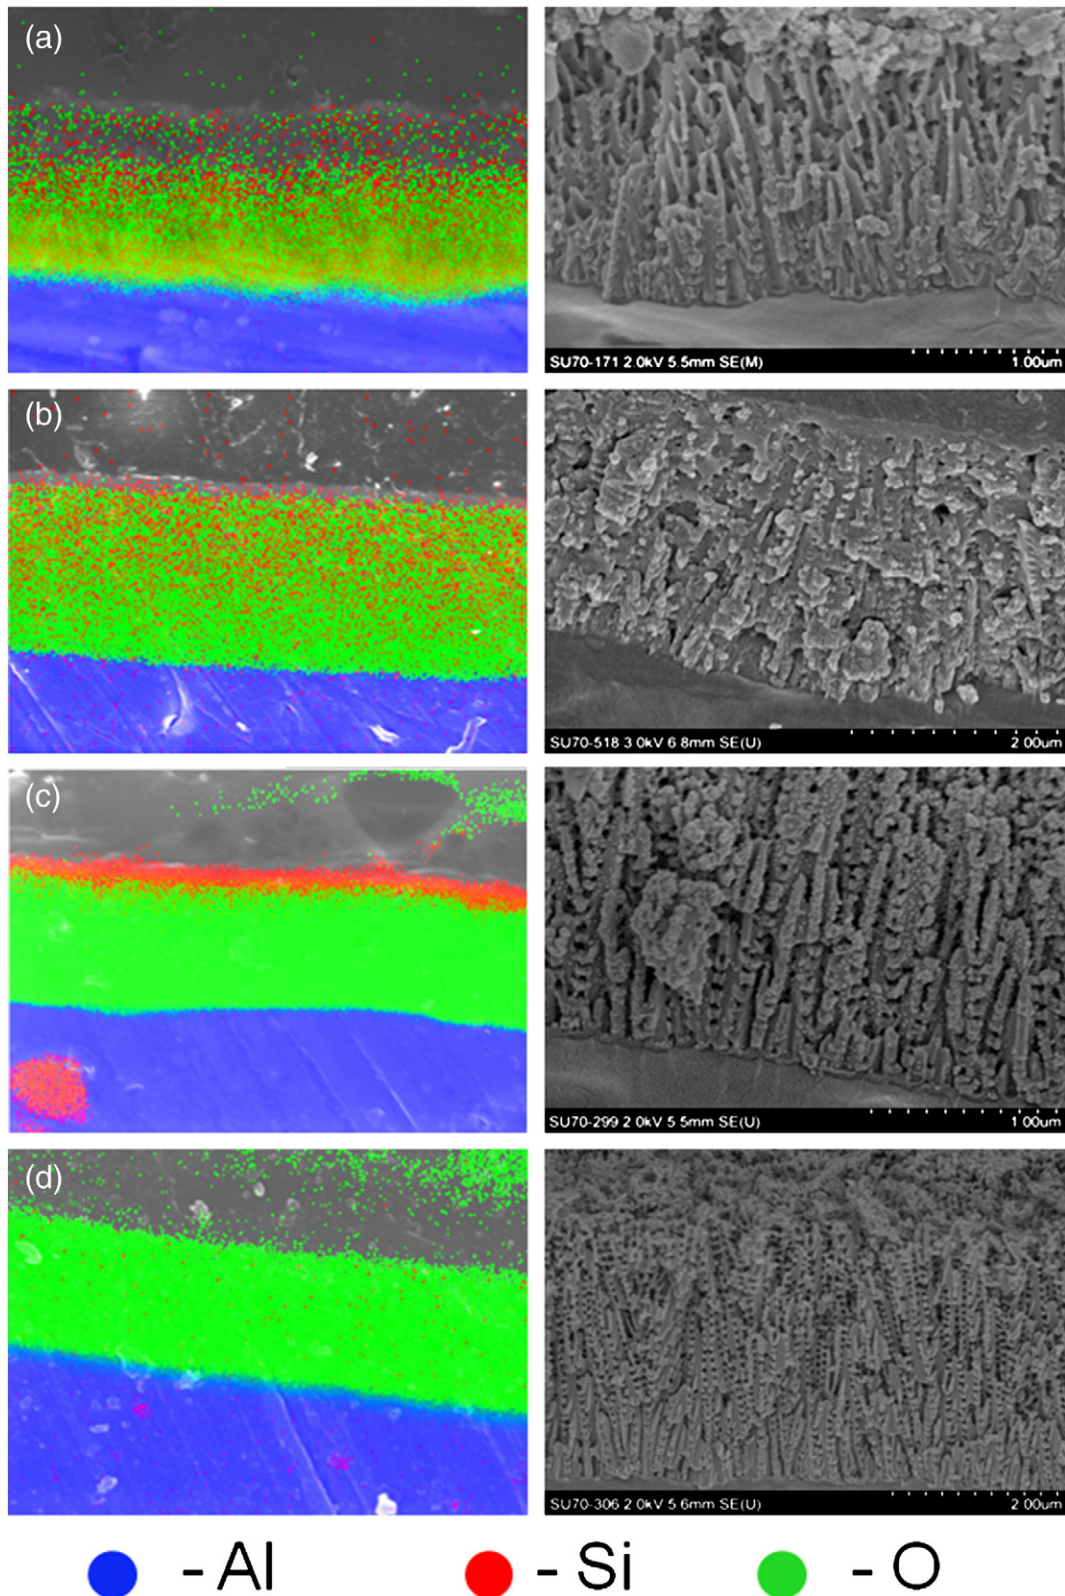 (a)
SU70-171 2.0kV 5.5mm SE(M)
1.00um
(b)
SU70-518 3.0kV 6.8mm SE(U)
2.00um
(c)
SU70-299 2.0kV 5.5mm SE(U)
1.00um
(d)
SU70-306 2.0kV 5.6mm SE(U)
2.00um
- Al - Si - O